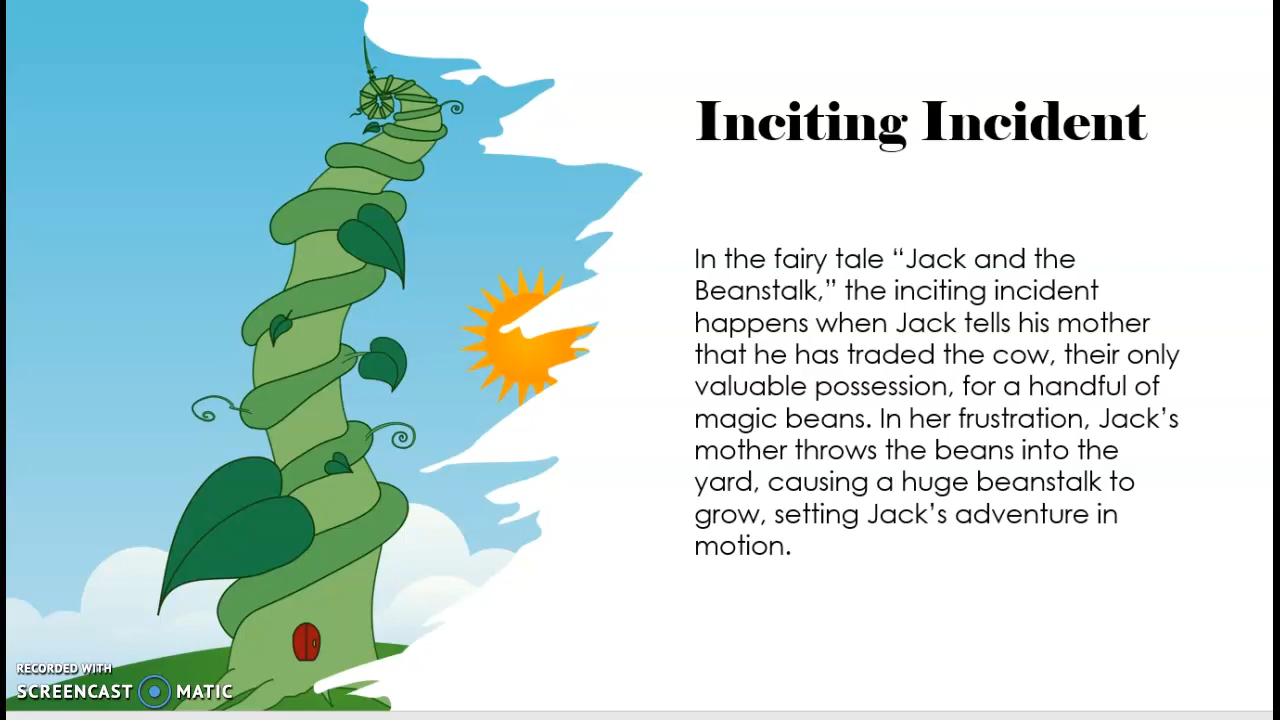 Inciting Incident
In the fairy tale “Jack and the
Beanstalk,” the inciting incident
happens when Jack tells his mother
that he has traded the cow, their only
valuable possession, for a handful of
magic beans. In her frustration, Jack’s
mother throws the beans into the
yard, causing a huge beanstalk to
grow, setting Jack’s adventure in
motion.
RECORDED WITH
SCREENCAST MATIC